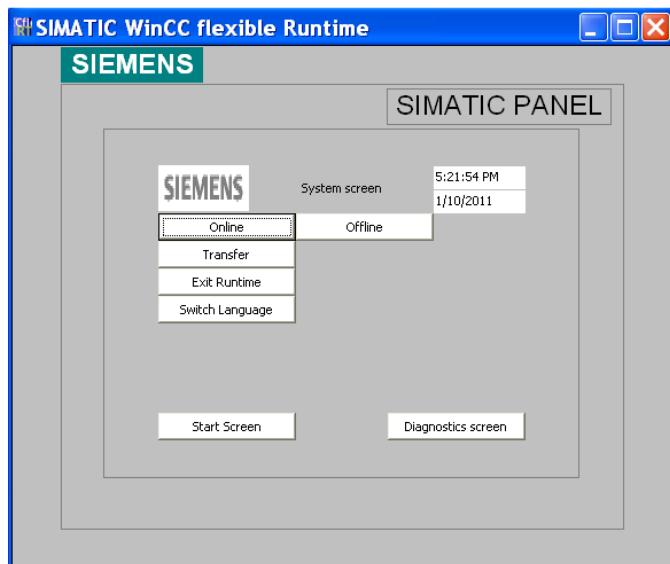 SIMATIC WinCC flexible Runtime
SIEMENS
SIMATIC PANEL
SIEMENS
System screen
5:21:54 PM
1/10/2011
Online
Offline
Transfer
Exit Runtime
Switch Language
Start Screen
Diagnostics screen